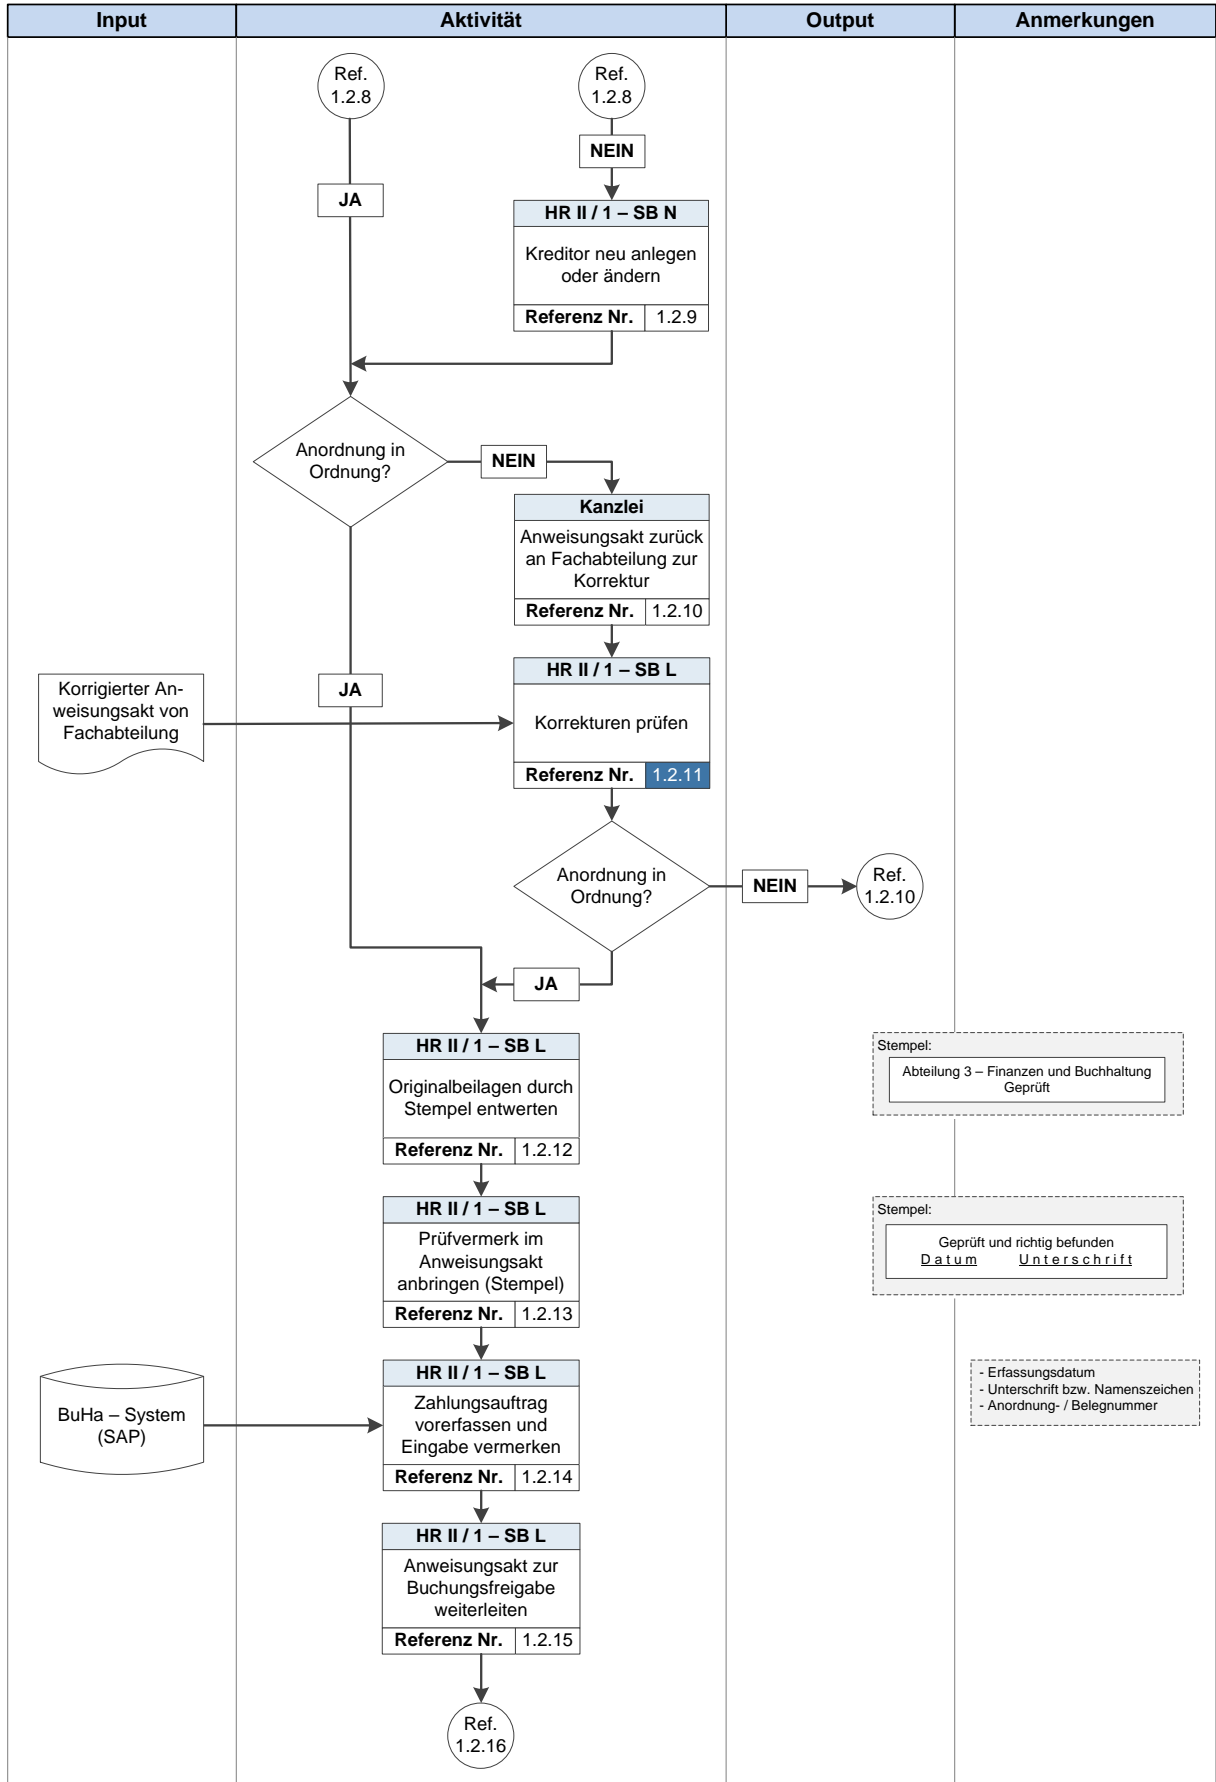 Input
Aktivität
Output
Anmerkungen
Ref.
1.2.8
Ref.
1.2.8
NEIN
JA
HR II / 1 – SB N
Kreditor neu anlegen
oder ändern
Referenz Nr. 1.2.9
Anordnung in
Ordnung?
NEIN
Kanzlei
Anweisungsakt zurück
an Fachabteilung zur
Korrektur
Referenz Nr. 1.2.10
HR II / 1 – SB L
Korrigierter An-
weisungsakt von
Fachabteilung
JA
Korrekturen prüfen
Referenz Nr. 1.2.11
Anordnung in
Ordnung?
NEIN
Ref.
1.2.10
JA
HR II / 1 – SB L
Originalbeilagen durch
Stempel entwerten
Referenz Nr. 1.2.12
Stempel:
Abteilung 3 – Finanzen und Buchhaltung
Geprüft
HR II / 1 – SB L
Prüfvermerk im
Anweisungsakt
anbringen (Stempel)
Referenz Nr. 1.2.13
Stempel:
Geprüft und richtig befunden
Datum Unterschrift
HR II / 1 – SB L
BuHa – System
(SAP)
Zahlungsauftrag
vorerfassen und
Eingabe vermerken
Referenz Nr. 1.2.14
- Erfassungsdatum
- Unterschrift bzw. Namenszeichen
- Anordnung- / Belegnummer
HR II / 1 – SB L
Anweisungsakt zur
Buchungsfreigabe
weiterleiten
Referenz Nr. 1.2.15
Ref.
1.2.16